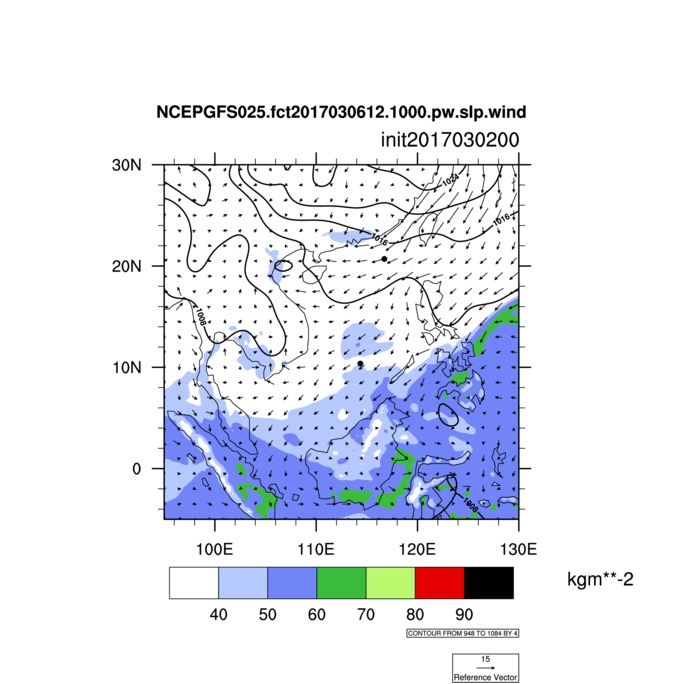 NCEPGFS025.fct2017030612.1000.pw.slp.wind
init2017030200
30N
1024
1016
1016
20N
1008
10N
0
1008
100E 110E 120E 130E
kgm**-2
40 50 60 70 80 90
CONTOUR FROM 948 TO 1084 BY 4
15
Reference Vector